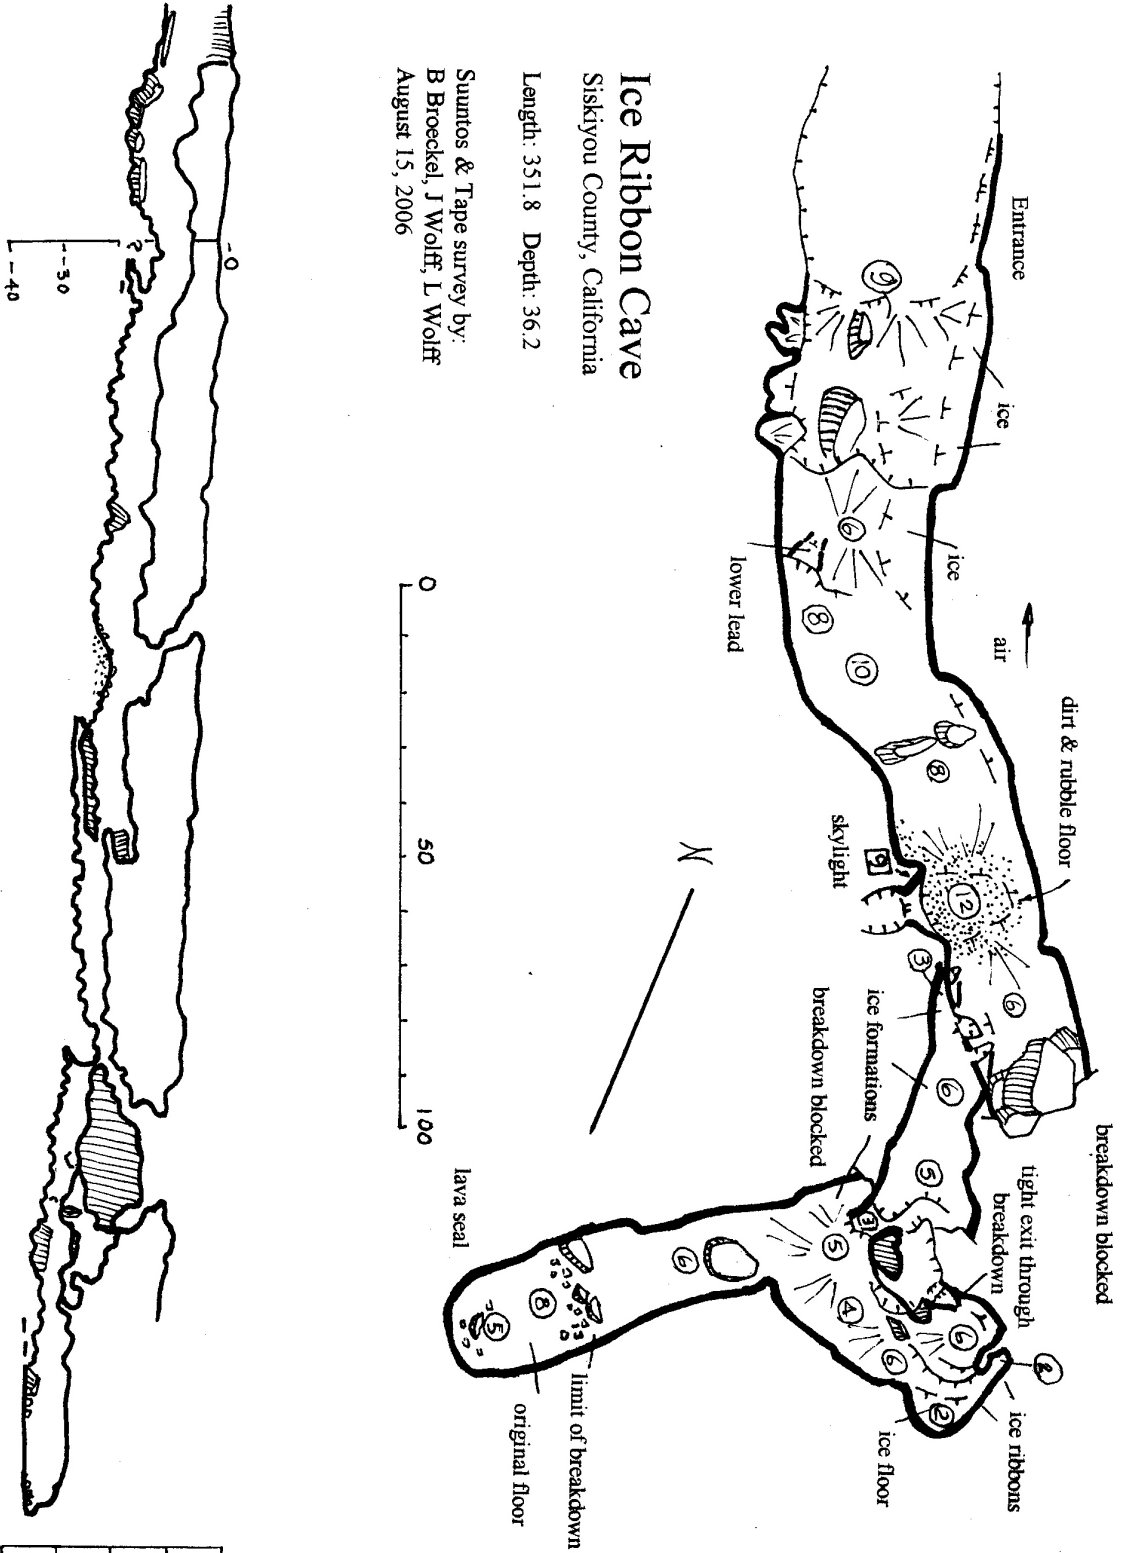 Ice Ribbon Cave
Siskiyou County, California
Length: 351.8 Depth: 36.2
Suuntos & Tape survey by:
B Broeckel, J Wolff, L Wolff
August 15, 2006
Entrance
9
ice
6
ice
lower lead
8
10
air
dirt & rubble floor
8
skylight
9
12
3
6
ice formations
breakdown blocked
6
5
breakdown blocked
tight exit through
breakdown
3
5
4
6
6
2
2
ice ribbons
ice floor
6
8
5
limit of breakdown
original floor
lava seal
N
0
50
100
-0
?
--30
--40